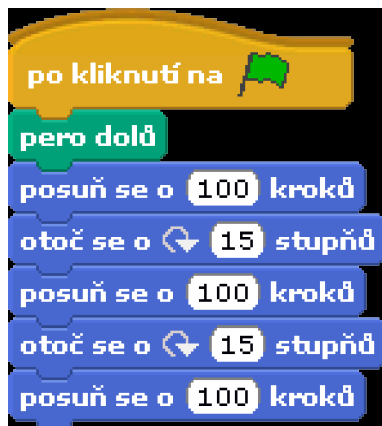 po kliknutí na
pero dolů
posuň se o 100 kroků
otoč se o 15 stupňů
posuň se o 100 kroků
otoč se o 15 stupňů
posuň se o 100 kroků